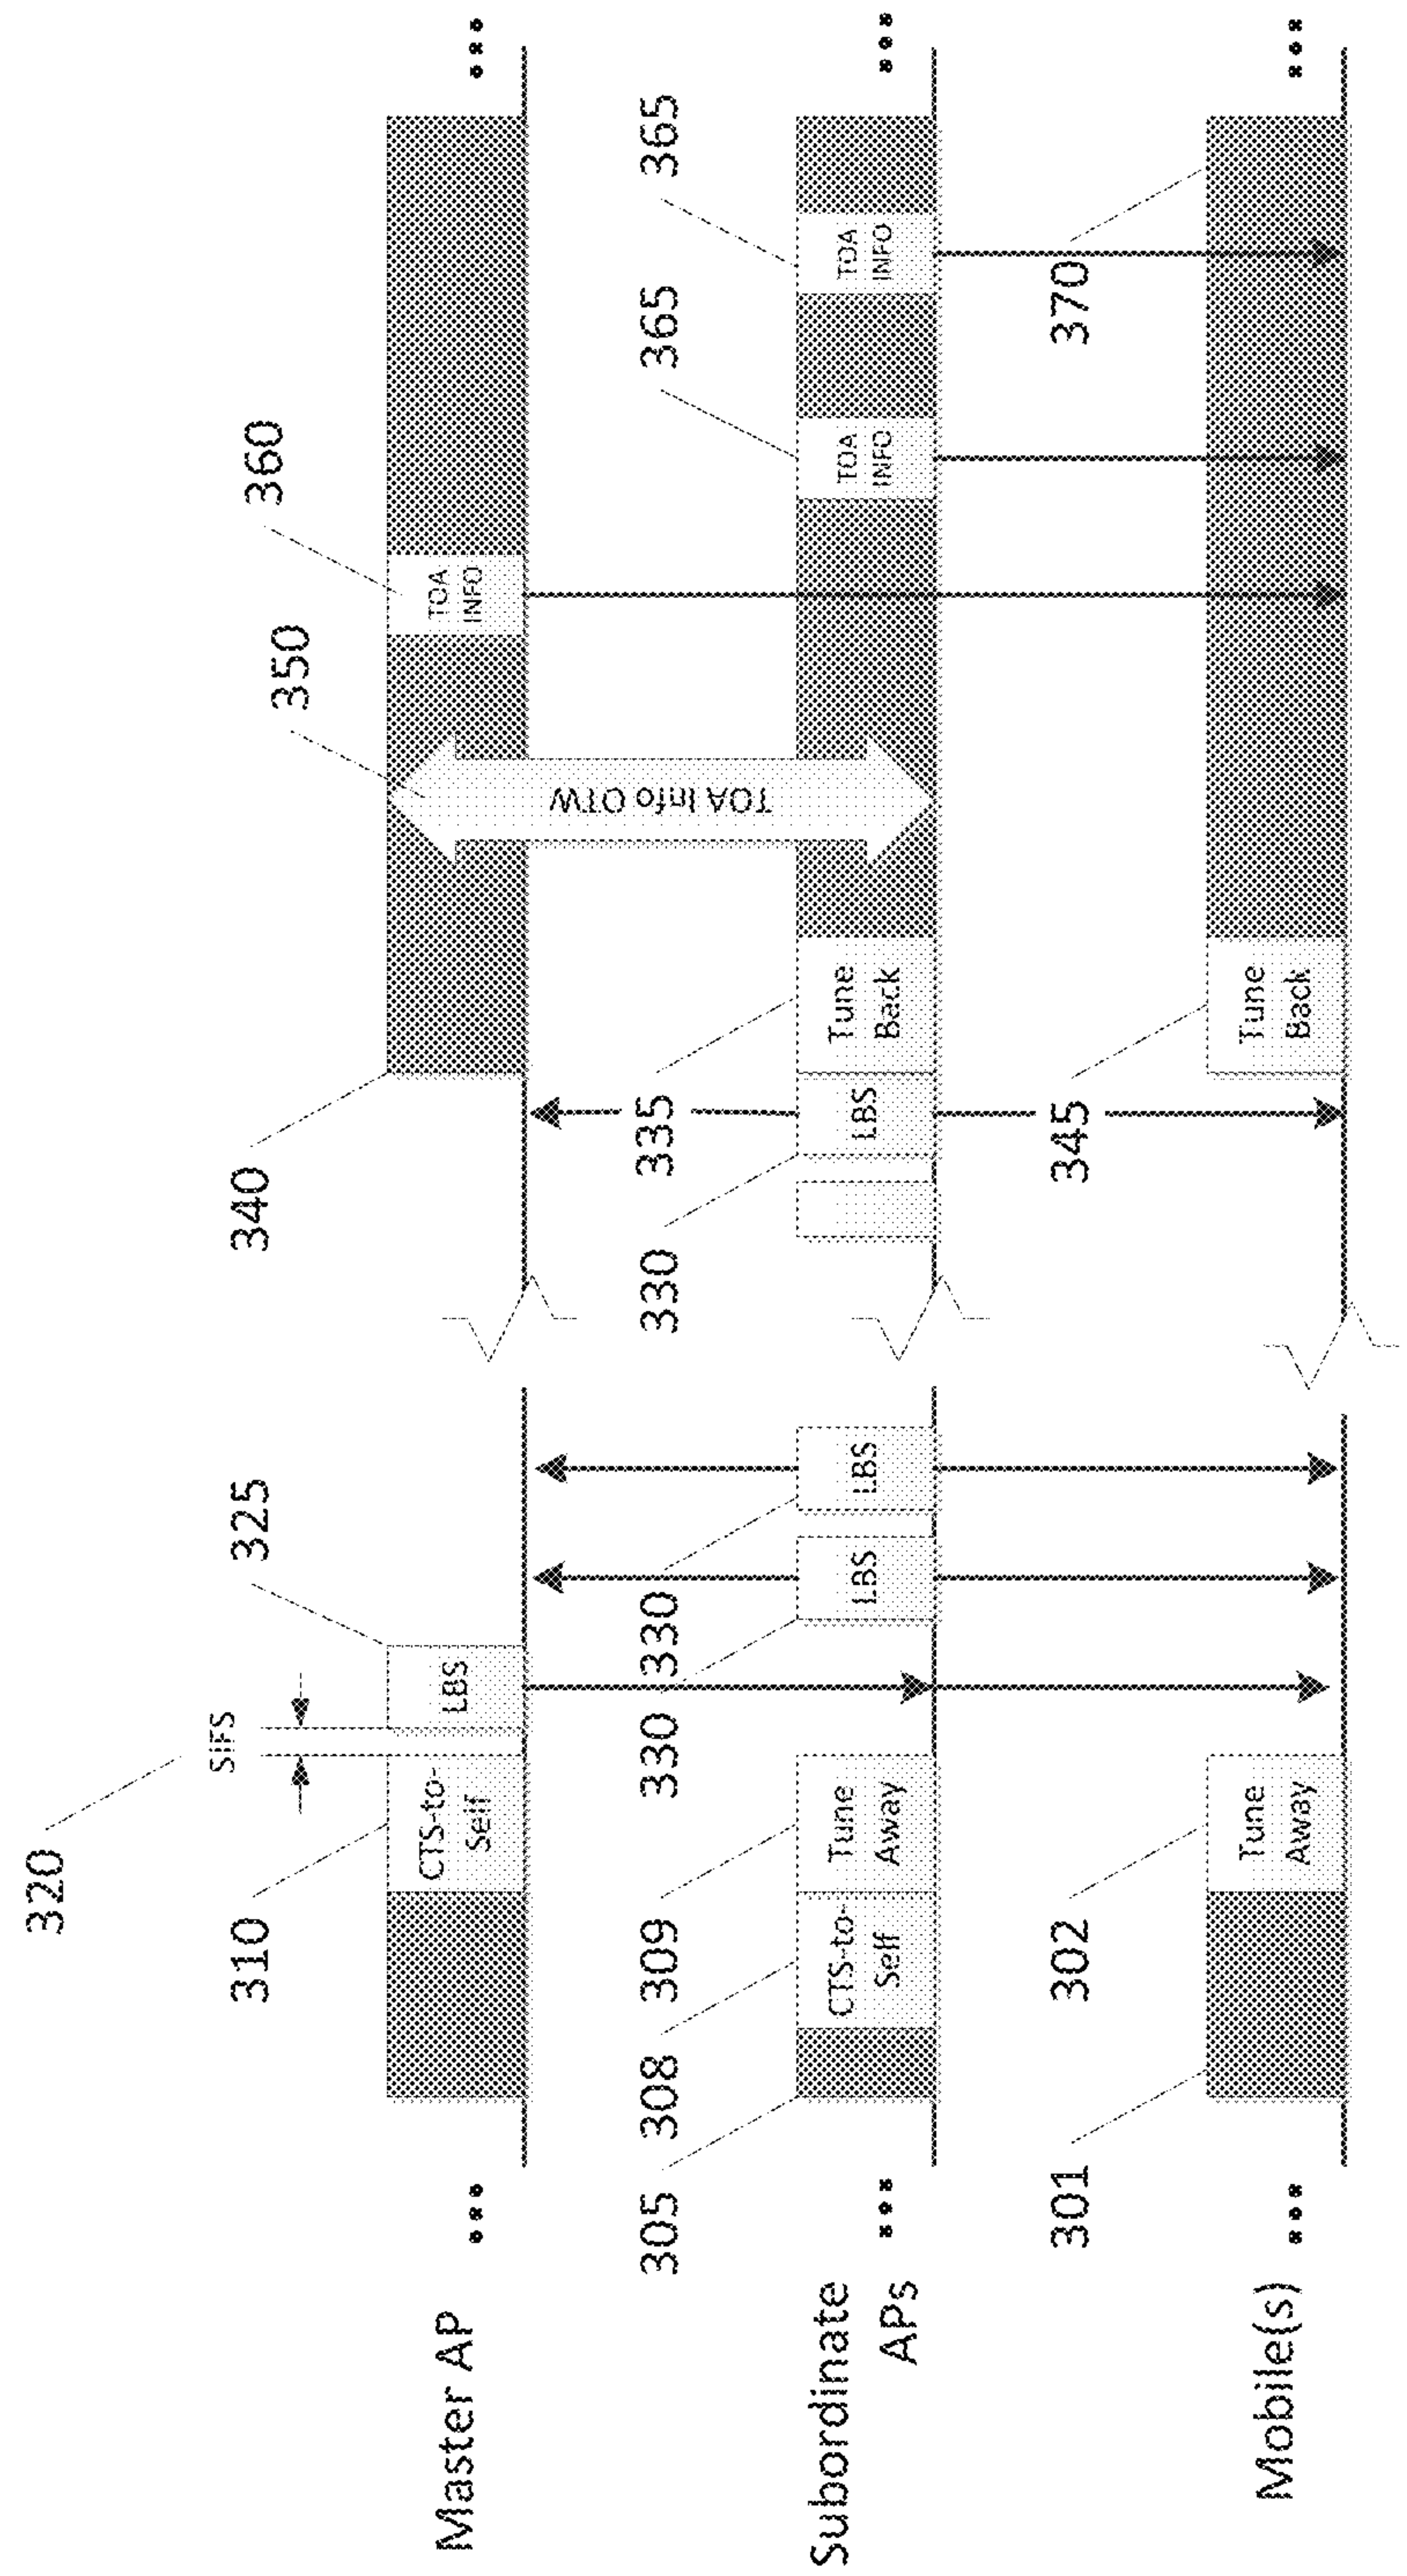 320
SIFS
310
325
340
350
360
Master AP
•••
CTS-to-
Self
LBS
TOA
INFO
•••
TOA Info OTW
305
308
309
330
330
330
335
365
365
Subordinate
APs
•••
CTS-to-
Self
Tune
Away
LBS
LBS
LBS
Tune
Back
TOA
INFO
TOA
INFO
•••
301
302
345
370
Mobile(s)
•••
Tune
Away
Tune
Back
•••